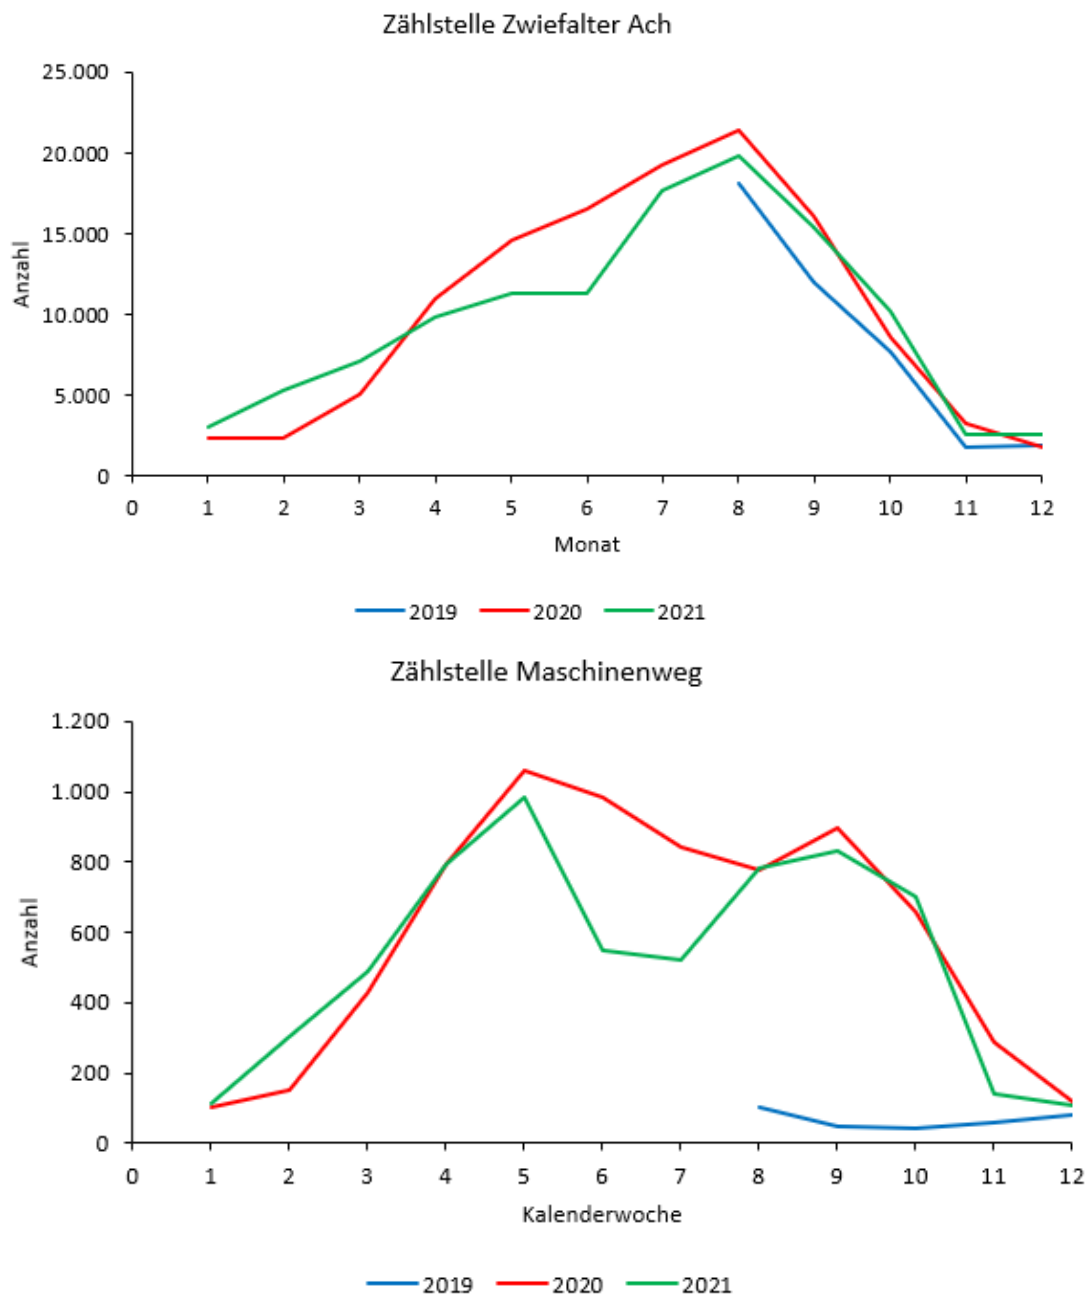 Zählstelle Zwiefalter Ach
25.000
20.000
15.000
10.000
5.000
0
Anzahl
0 1 2 3 4 5 6 7 8 9 10 11 12
Monat
2019 2020 2021
Zählstelle Maschinenweg
1.200
1.000
800
600
400
200
0
Anzahl
0 1 2 3 4 5 6 7 8 9 10 11 12
Kalenderwoche
2019 2020 2021